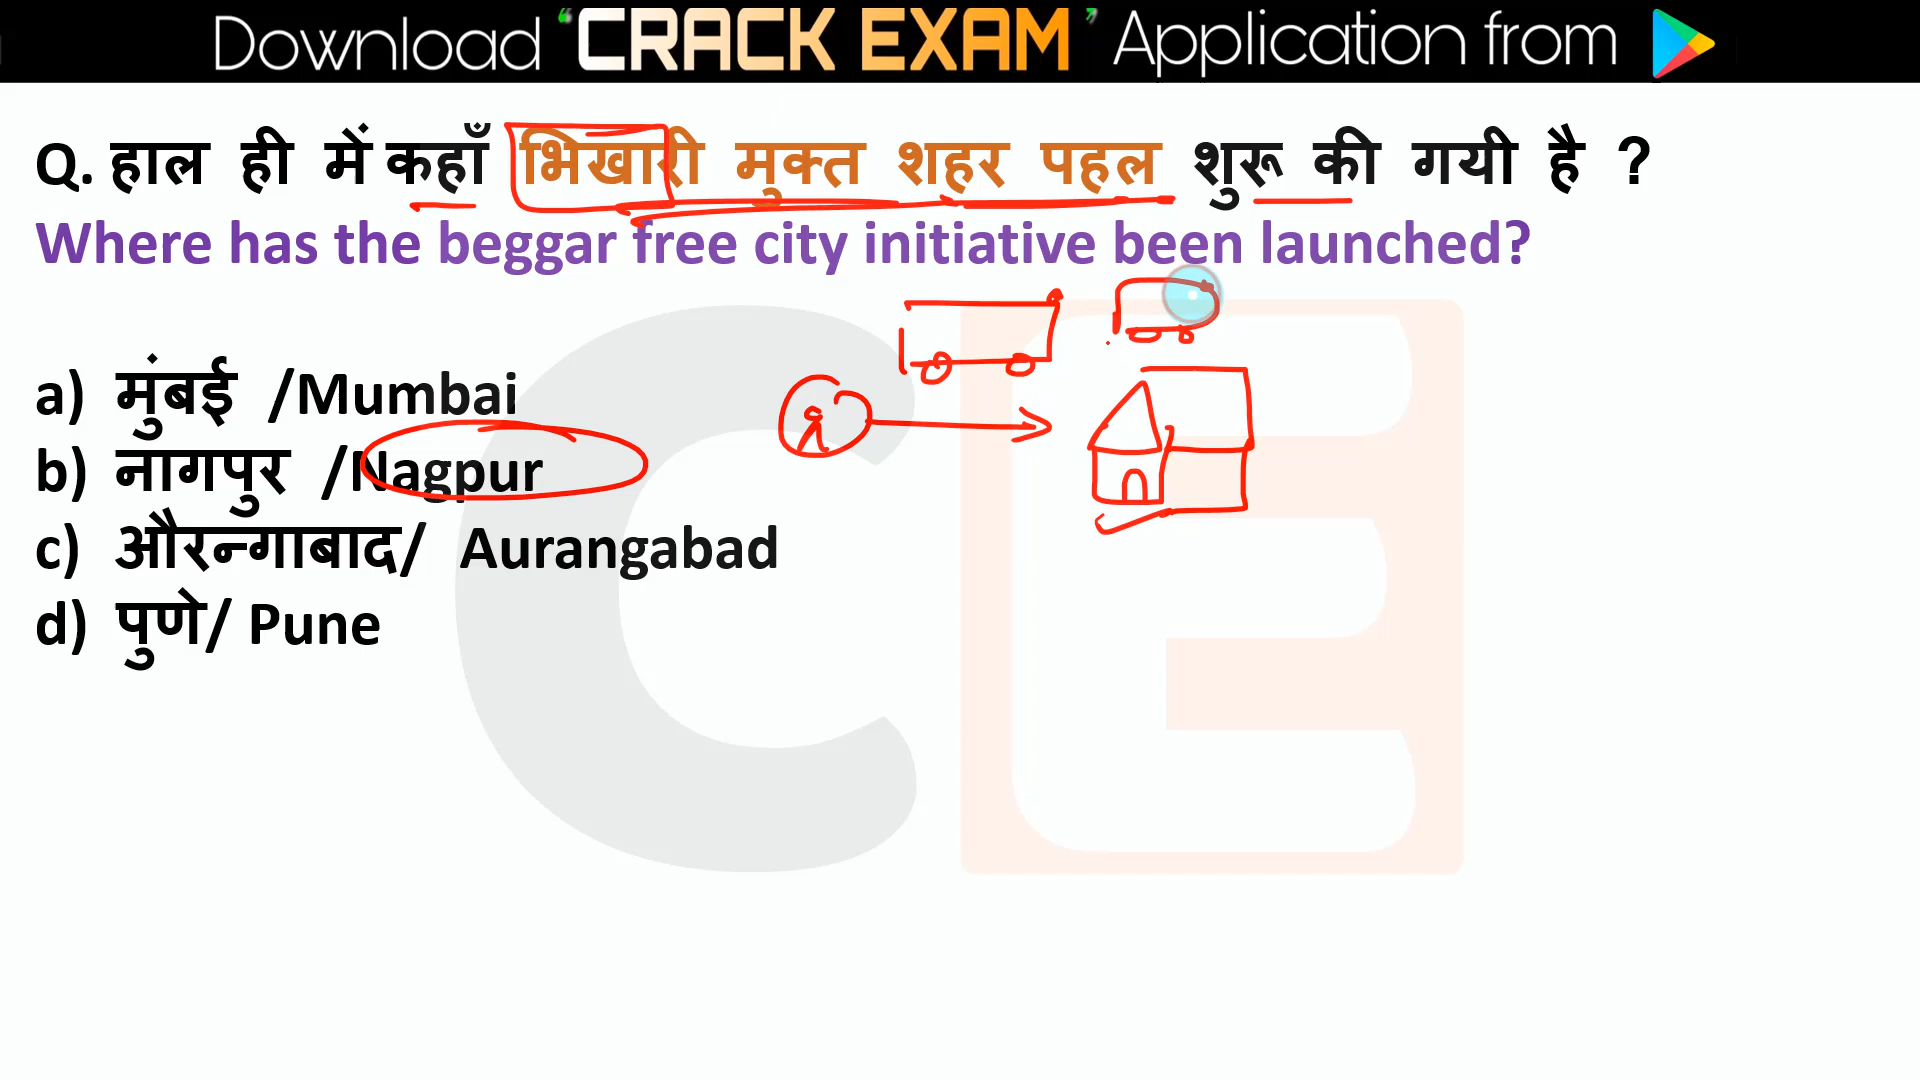 Download ‘CRACK EXAM’ Application from
Q. हाल ही में कहाँ भिखारी मुक्त शहर पहल शुरू की गयी है ?
Where has the beggar free city initiative been launched?
a) मुंबई /Mumbai
b) नागपुर /Nagpur
c) औरन्गाबाद/ Aurangabad
d) पुणे/ Pune
CE